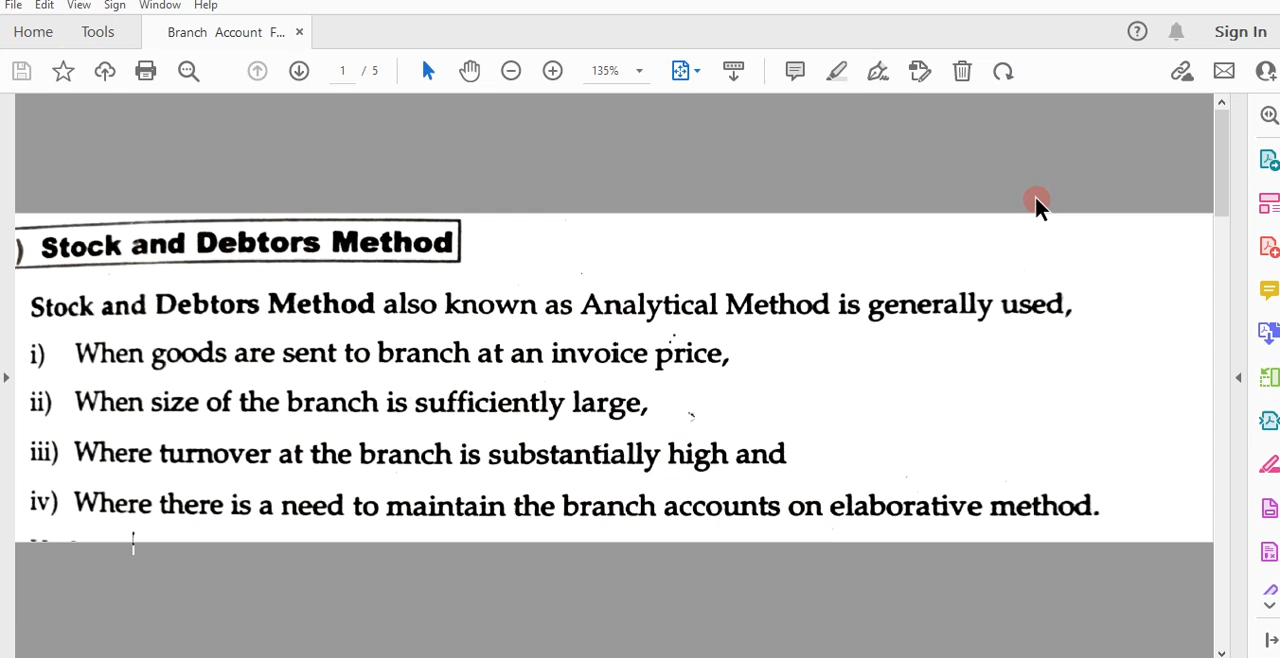 File Edit View Sign Window Help
Home Tools Branch Account F... × ? Sign In
1 / 5 135%
) Stock and Debtors Method
Stock and Debtors Method also known as Analytical Method is generally used,
i) When goods are sent to branch at an invoice price,
ii) When size of the branch is sufficiently large,
iii) Where turnover at the branch is substantially high and
iv) Where there is a need to maintain the branch accounts on elaborative method.